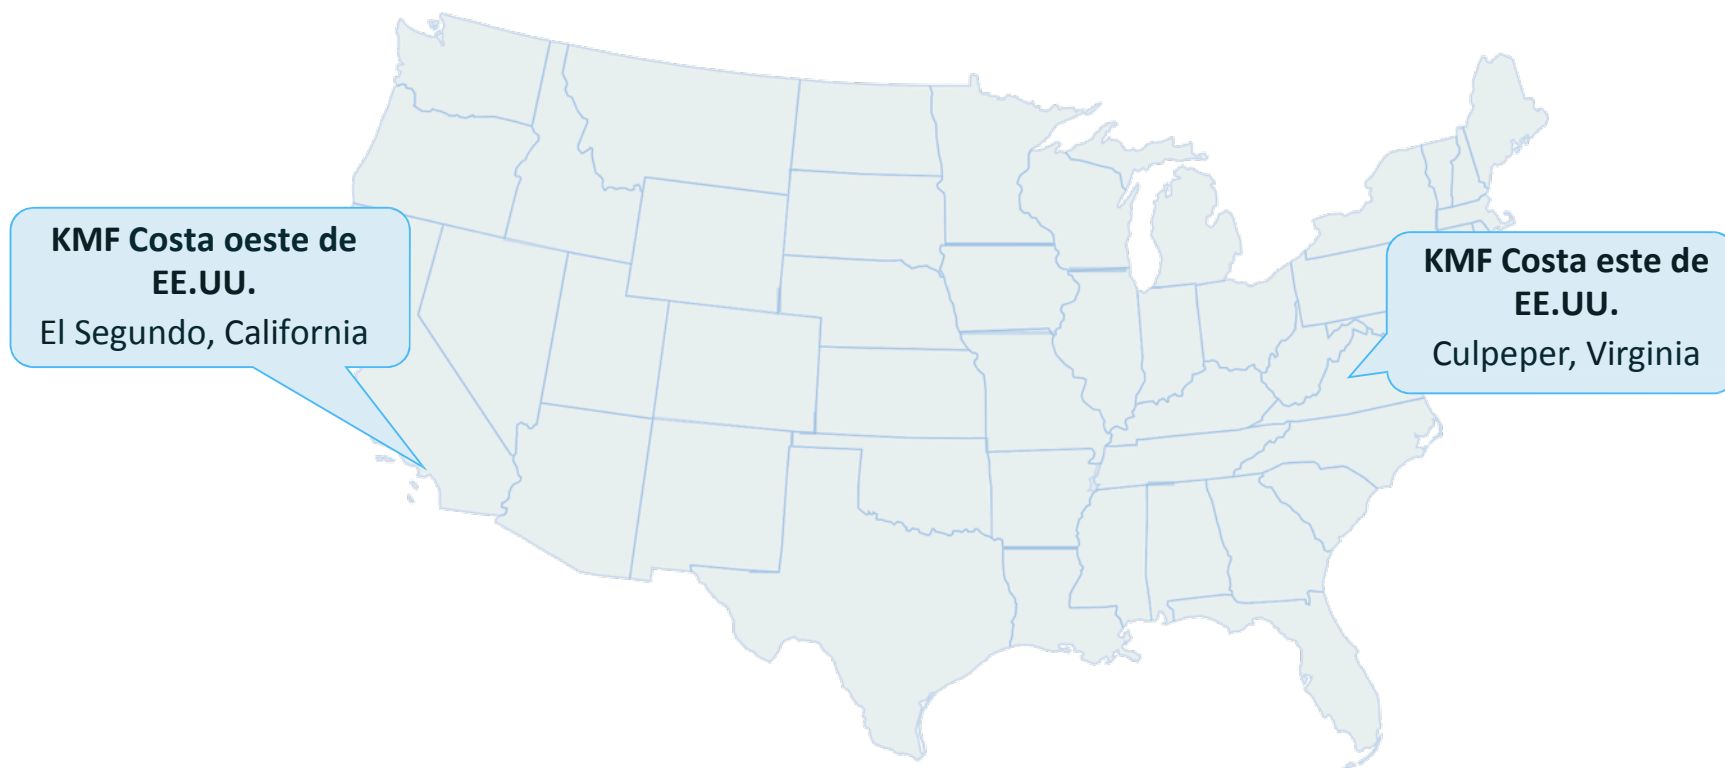 KMF Costa oeste de
EE.UU.
El Segundo, California
KMF Costa este de
EE.UU.
Culpeper, Virginia